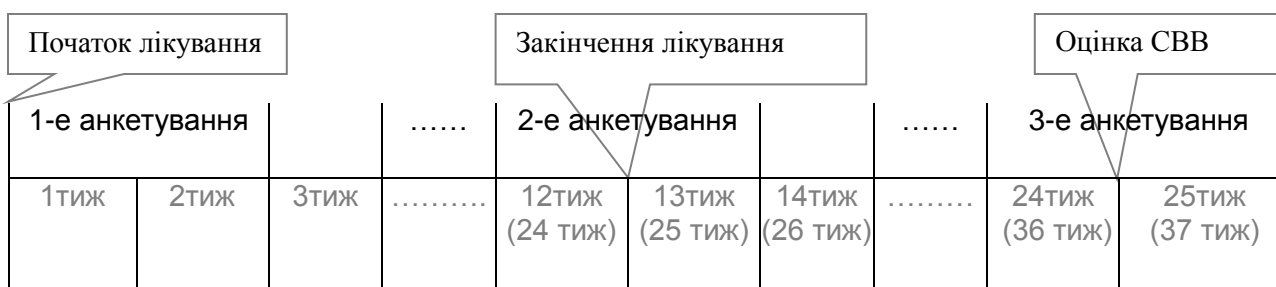 Початок лікування
Закінчення лікування
Оцінка СВВ
1-е анкетування …… 2-е анкетування …… 3-е анкетування
1тиж 2тиж 3тиж ………. 12тиж 13тиж 14тиж ……… 24тиж 25тиж
(24 тиж) (25 тиж) (26 тиж) (36 тиж) (37 тиж)